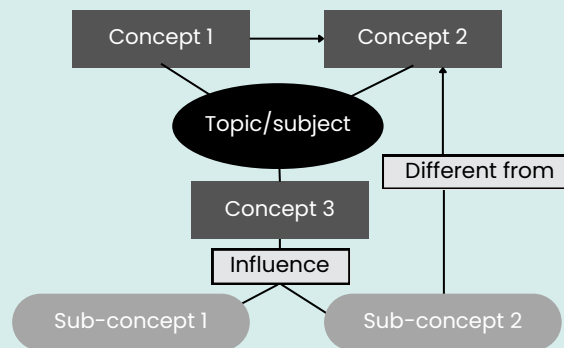 Concept 1
Concept 2
Topic/subject
Different from
Concept 3
Influence
Sub-concept 1
Sub-concept 2